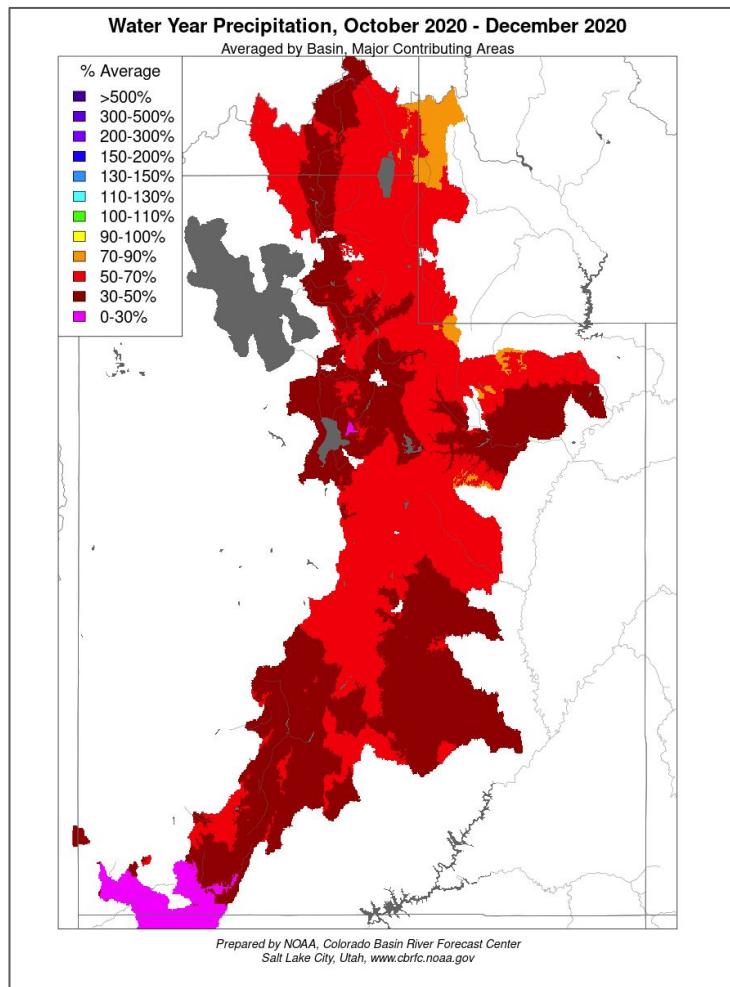 Water Year Precipitation, October 2020 - December 2020
Averaged by Basin, Major Contributing Areas
% Average
>500%
300-500%
200-300%
150-200%
130-150%
110-130%
100-110%
90-100%
70-90%
50-70%
30-50%
0-30%
Prepared by NOAA, Colorado Basin River Forecast Center
Salt Lake City, Utah, www.cbrfc.noaa.gov